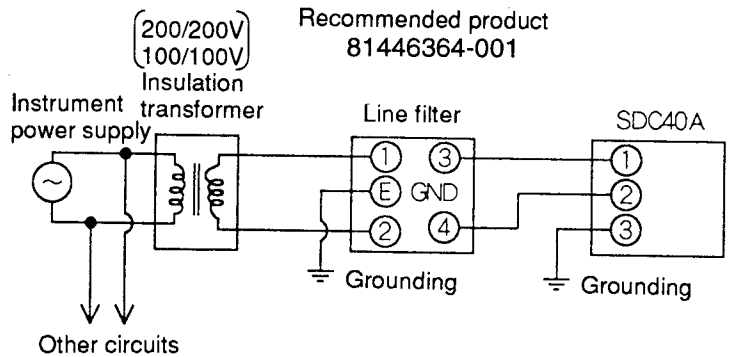 200/200V
100/100V
Recommended product
81446364-001
Insulation
transformer
Instrument
power supply
Line filter
SDC40A
~
1
3
E
GND
2
4
1
2
3
Grounding
Grounding
Other circuits